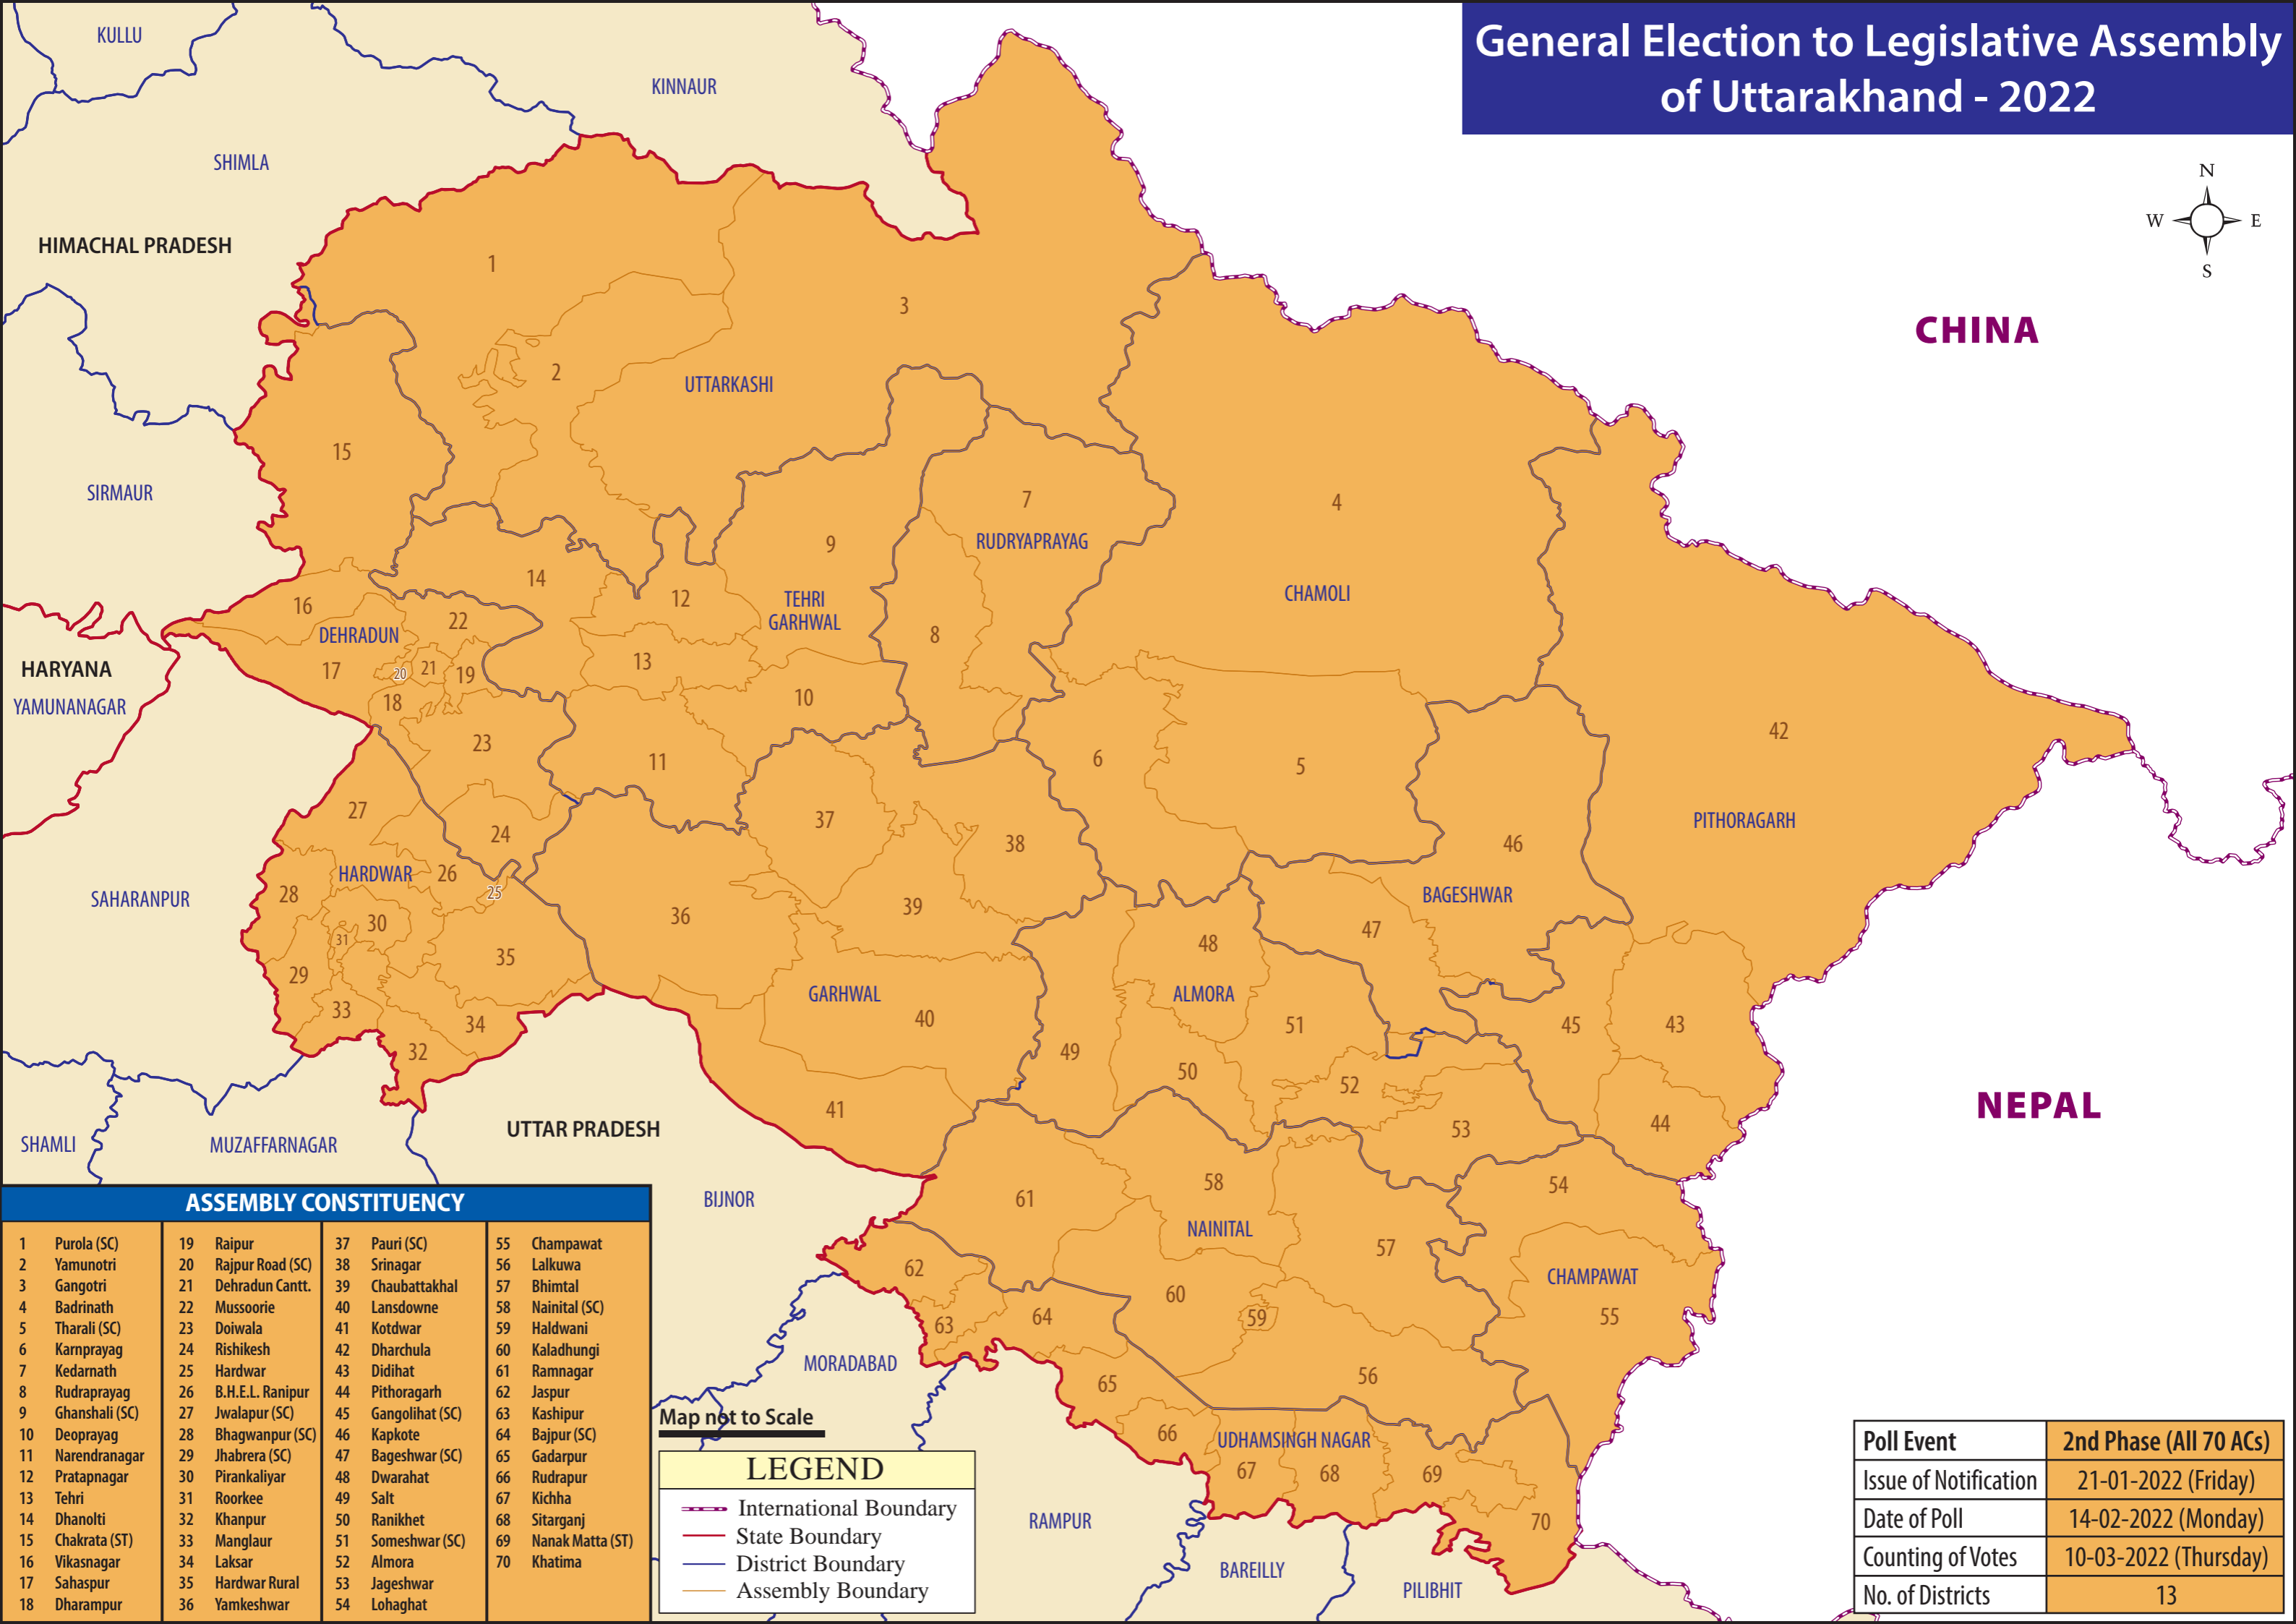 General Election to Legislative Assembly
of Uttarakhand - 2022
N
W E
S
KULLU
KINNAUR
SHIMLA
HIMACHAL PRADESH
SIRMAUR
HARYANA
YAMUNANAGAR
SAHARANPUR
SHAMLI
MUZAFFARNAGAR
UTTAR PRADESH
BIJNOR
MORADABAD
RAMPUR
BAREILLY
PILIBHIT
CHINA
NEPAL
1
2
3
UTTARKASHI
15
7
RUDRYAPRAYAG
4
CHAMOLI
9
14
12
TEHRI
GARHWAL
8
16
22
DEHRADUN
17
20
21
19
13
18
10
23
11
6
5
42
PITHORAGARH
27
24
37
38
46
HARDWAR
26
25
28
BAGESHWAR
36
39
30
31
47
48
35
29
GARHWAL
40
ALMORA
33
34
32
49
51
45
43
50
52
41
53
44
58
54
61
NAINITAL
57
62
CHAMPAWAT
60
59
63
64
55
56
65
66
UDHAMSINGH NAGAR
67
68
69
70
ASSEMBLY CONSTITUENCY
1 Purola (SC)
2 Yamunotri
3 Gangotri
4 Badrinath
5 Tharali (SC)
6 Karnprayag
7 Kedarnath
8 Rudraprayag
9 Ghanshali (SC)
10 Deoprayag
11 Narendranagar
12 Pratapnagar
13 Tehri
14 Dhanolti
15 Chakrata (ST)
16 Vikasnagar
17 Sahaspur
18 Dharampur
19 Raipur
20 Rajpur Road (SC)
21 Dehradun Cantt.
22 Mussoorie
23 Doiwala
24 Rishikesh
25 Hardwar
26 B.H.E.L. Ranipur
27 Jwalapur (SC)
28 Bhagwanpur (SC)
29 Jhabrera (SC)
30 Pirankaliyar
31 Roorkee
32 Khanpur
33 Manglaur
34 Laksar
35 Hardwar Rural
36 Yamkeshwar
37 Pauri (SC)
38 Srinagar
39 Chaubattakhal
40 Lansdowne
41 Kotdwar
42 Dharchula
43 Didihat
44 Pithoragarh
45 Gangolihat (SC)
46 Kapkote
47 Bageshwar (SC)
48 Dwarahat
49 Salt
50 Ranikhet
51 Someshwar (SC)
52 Almora
53 Jageshwar
54 Lohaghat
55 Champawat
56 Lalkuwa
57 Bhimtal
58 Nainital (SC)
59 Haldwani
60 Kaladhungi
61 Ramnagar
62 Jaspur
63 Kashipur
64 Bajpur (SC)
65 Gadarpur
66 Rudrapur
67 Kichha
68 Sitarganj
69 Nanak Matta (ST)
70 Khatima
Map not to Scale
LEGEND
International Boundary
State Boundary
District Boundary
Assembly Boundary
Poll Event 2nd Phase (All 70 ACs)
Issue of Notification 21-01-2022 (Friday)
Date of Poll 14-02-2022 (Monday)
Counting of Votes 10-03-2022 (Thursday)
No. of Districts 13